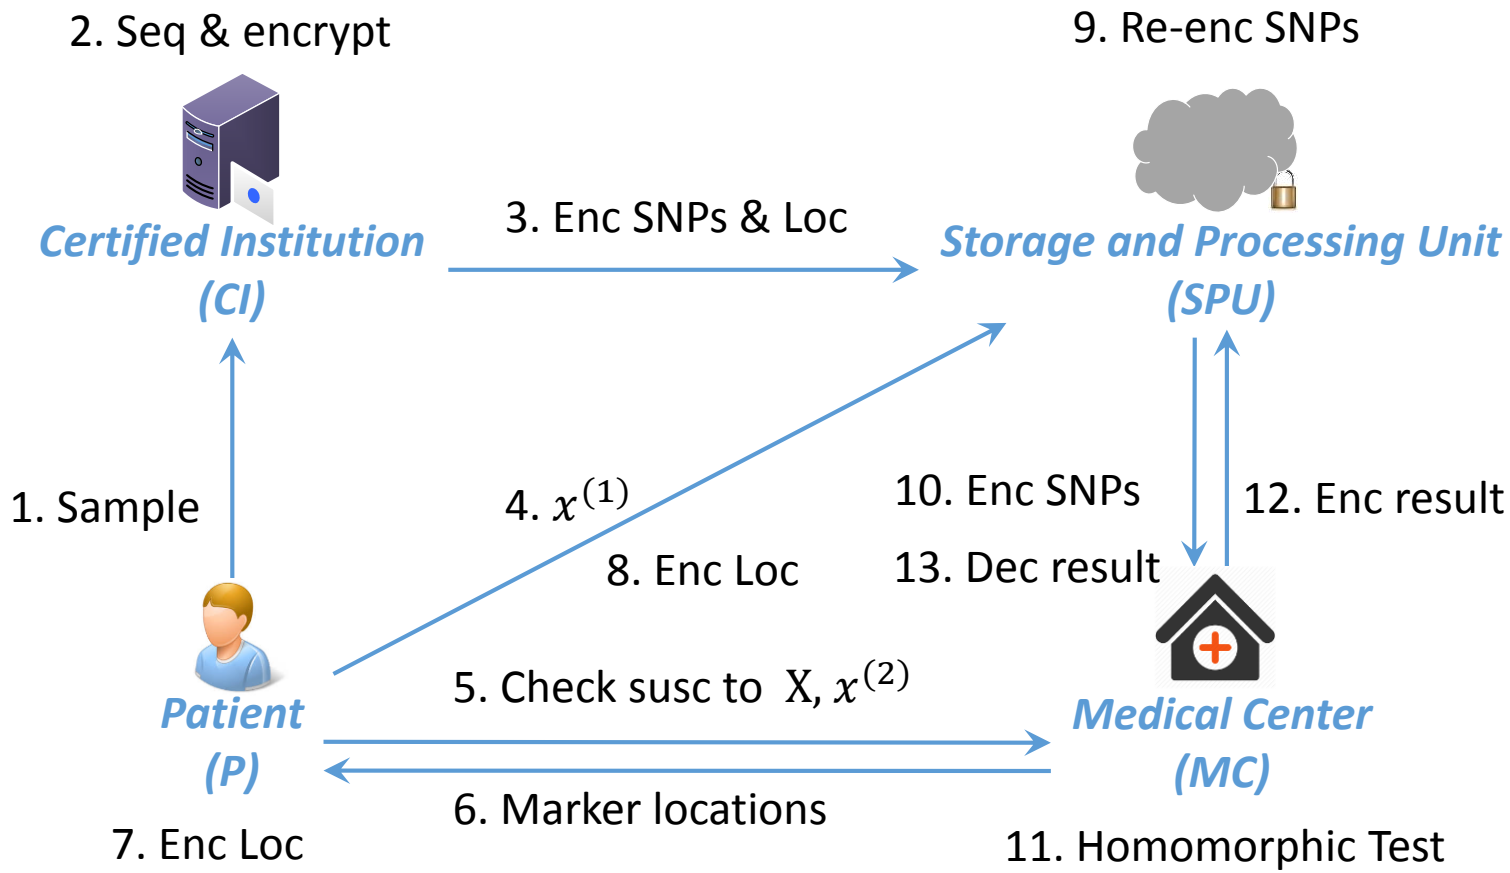 2. Seq & encrypt
9. Re-enc SNPs
Certified Institution
(CI)
3. Enc SNPs & Loc
Storage and Processing Unit
(SPU)
1. Sample
4. x⁽¹⁾
8. Enc Loc
10. Enc SNPs
12. Enc result
13. Dec result
5. Check susc to X, x⁽²⁾
Patient
(P)
Medical Center
(MC)
6. Marker locations
7. Enc Loc
11. Homomorphic Test